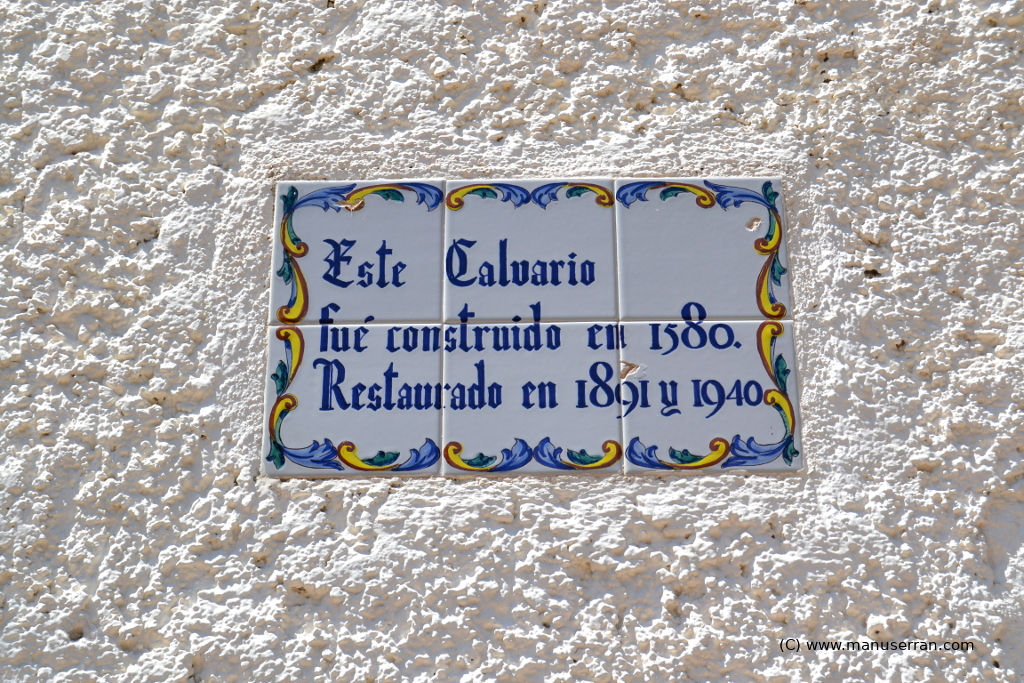 Este Calvario
fué construido en 1580.
Restaurado en 1891 y 1940
(C) www.manuserran.com